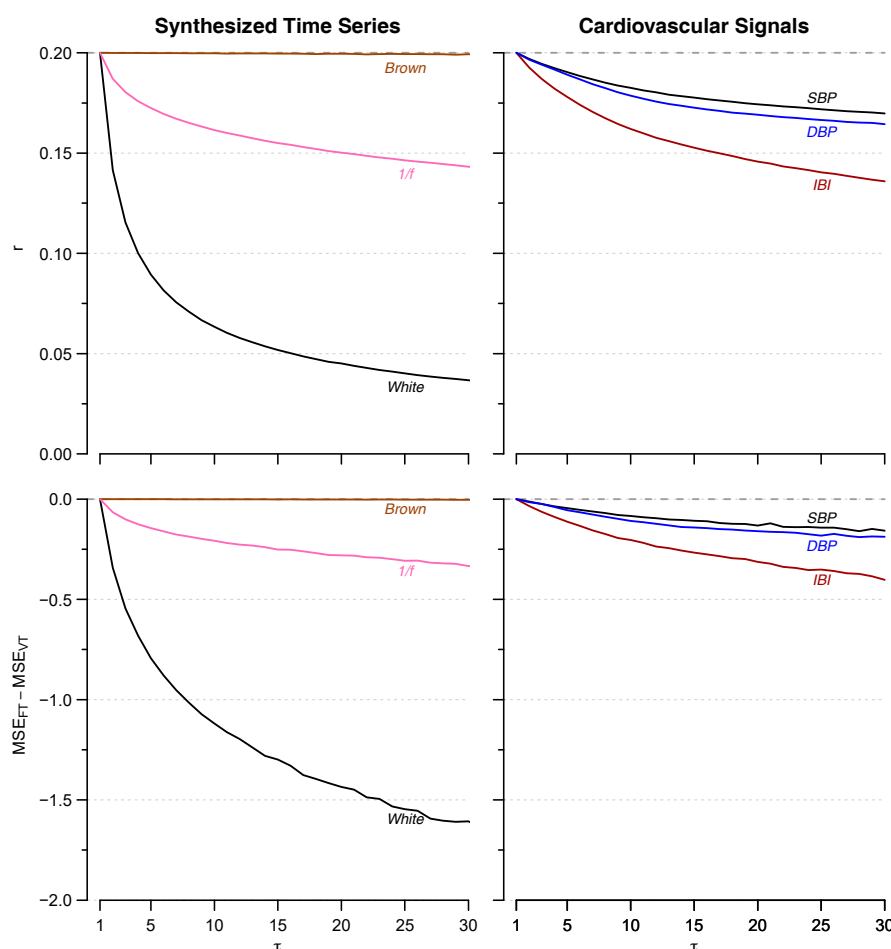 Synthesized Time Series
Cardiovascular Signals
r
0.20
0.15
0.10
0.05
0.00
Brown
1/f
White
SBP
DBP
IBI
MSE_FT − MSE_VT
0.0
−0.5
−1.0
−1.5
−2.0
Brown
1/f
White
SBP
DBP
IBI
1 5 10 15 20 25 30
1 5 10 15 20 25 30
τ
τ